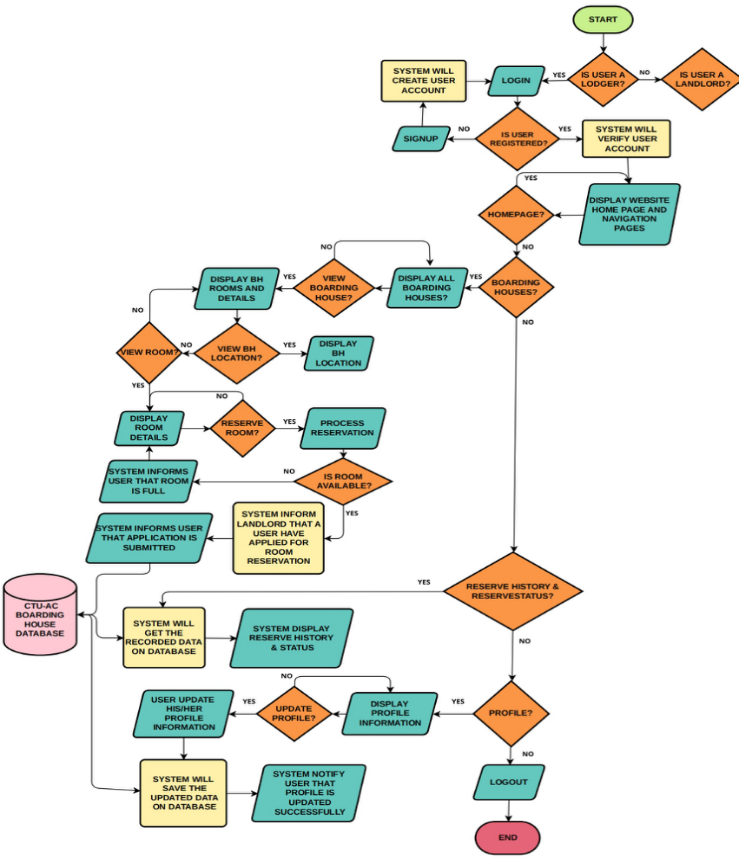 START
SYSTEM WILL
CREATE USER
ACCOUNT
LOGIN
YES
IS USER A
LODGER?
NO
IS USER A
LANDLORD?
SIGNUP
NO
IS USER
REGISTERED?
YES
SYSTEM WILL
VERIFY USER
ACCOUNT
YES
HOMEPAGE?
DISPLAY WEBSITE
HOME PAGE AND
NAVIGATION
PAGES
NO
NO
DISPLAY BH
ROOMS AND
DETAILS
YES
VIEW
BOARDING
HOUSE?
DISPLAY ALL
BOARDING
HOUSES?
YES
BOARDING
HOUSES?
NO
NO
VIEW ROOM?
NO
VIEW BH
LOCATION?
YES
DISPLAY
BH
LOCATION
YES
NO
DISPLAY
ROOM
DETAILS
RESERVE
ROOM?
YES
PROCESS
RESERVATION
SYSTEM INFORMS
USER THAT ROOM
IS FULL
NO
IS ROOM
AVAILABLE?
YES
SYSTEM INFORMS USER
THAT APPLICATION IS
SUBMITTED
SYSTEM INFORM
LANDLORD THAT A
USER HAVE
APPLIED FOR
ROOM
RESERVATION
YES
RESERVE HISTORY &
RESERVESTATUS?
CTU-AC
BOARDING
HOUSE
DATABASE
SYSTEM WILL
GET THE
RECORDED DATA
ON DATABASE
SYSTEM DISPLAY
RESERVE HISTORY
& STATUS
NO
NO
USER UPDATE
HIS/HER
PROFILE
INFORMATION
YES
UPDATE
PROFILE?
DISPLAY
PROFILE
INFORMATION
YES
PROFILE?
NO
SYSTEM WILL
SAVE THE
UPDATED DATA
ON DATABASE
SYSTEM NOTIFY
USER THAT
PROFILE IS
UPDATED
SUCCESSFULLY
LOGOUT
END